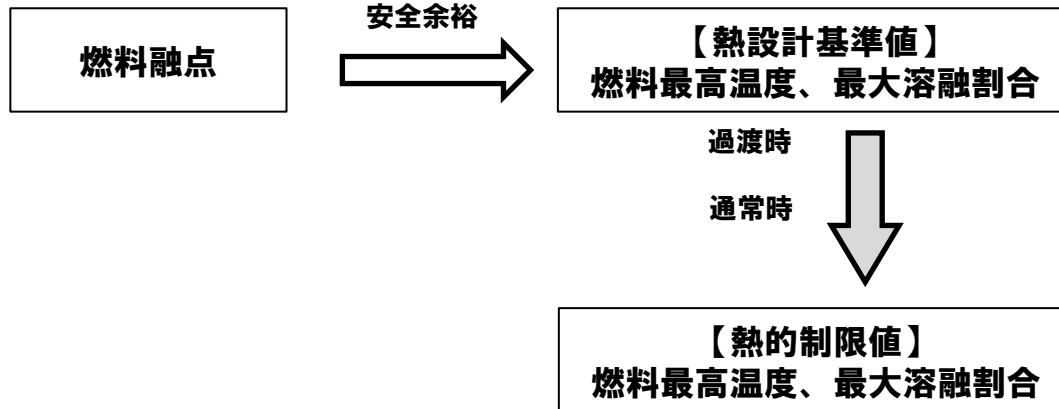 燃料融点
安全余裕
【熱設計基準値】
燃料最高温度、最大溶融割合
過渡時
通常時
【熱的制限値】
燃料最高温度、最大溶融割合